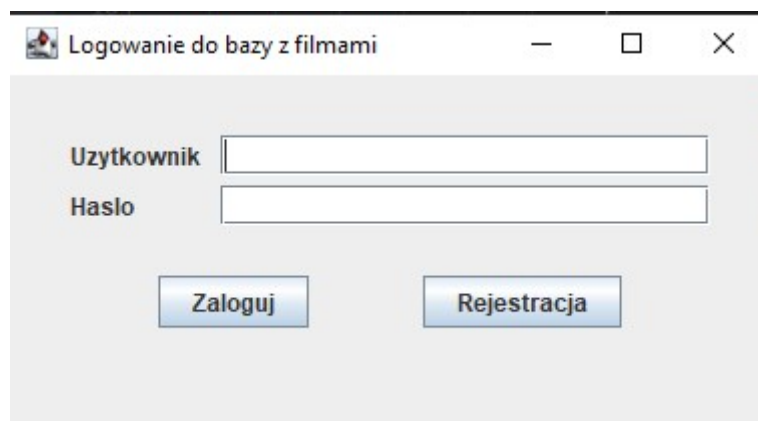 Logowanie do bazy z filmami
Uzytkownik
Haslo
Zaloguj
Rejestracja